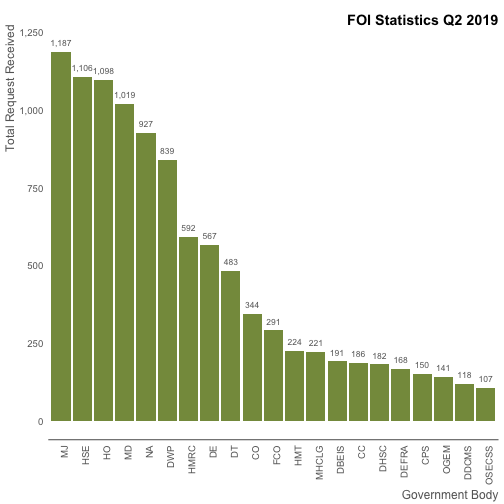 FOI Statistics Q2 2019
Total Request Received
1,250
1,000
750
500
250
0
1,187
1,106
1,098
1,019
927
839
592
567
483
344
291
224
221
191
186
182
168
150
141
118
107
MJ
HSE
HO
MD
NA
DWP
HMRC
DE
DT
CO
FCO
HMT
MHCLG
DBEIS
CC
DHSC
DEFRA
CPS
OGEM
DDCMS
OSECSS
Government Body